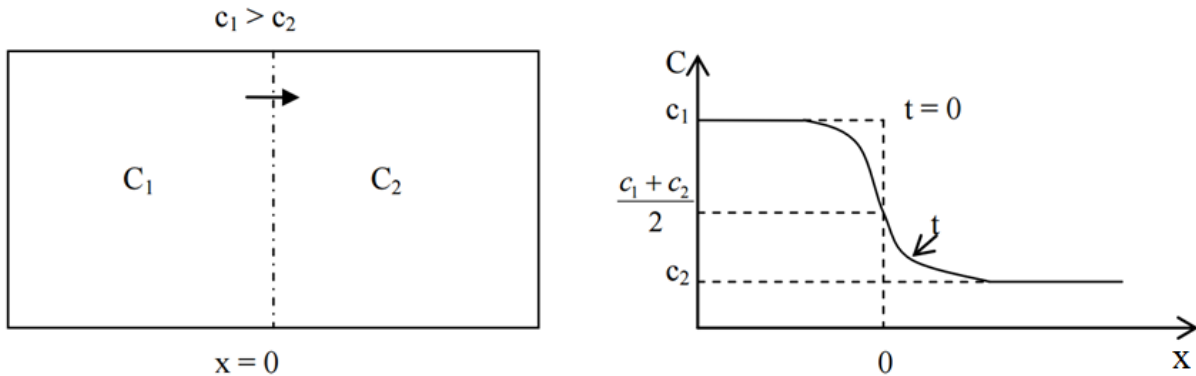 c₁ > c₂
C₁
C₂
x = 0
C
c₁
t = 0
c₁ + c₂
2
t
c₂
0
x